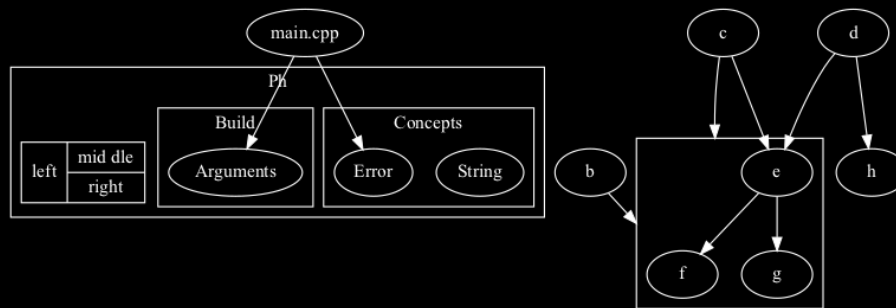 main.cpp
c
d
Ph
Build
Concepts
left
mid dle
right
Arguments
Error
String
b
e
h
f
g